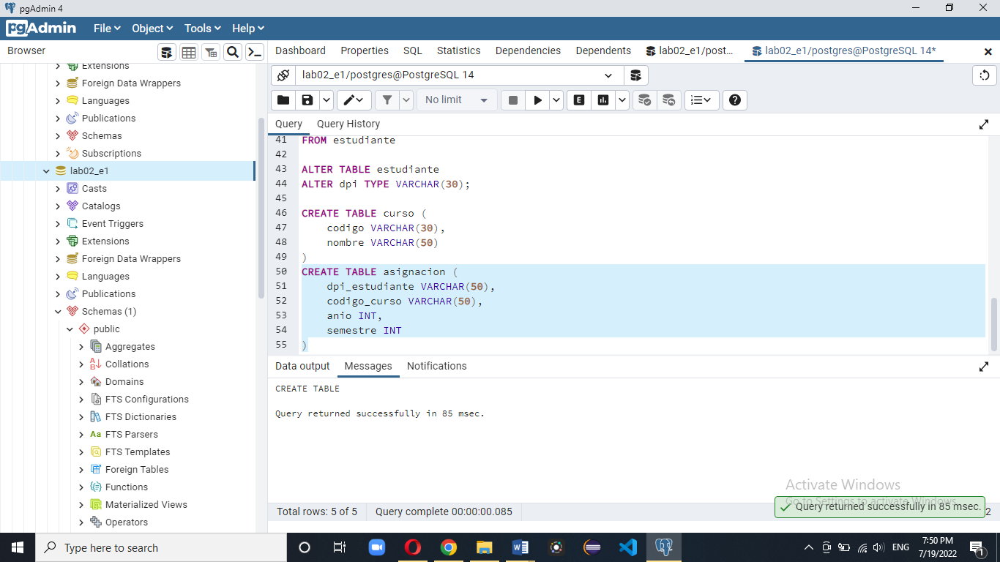 pgAdmin 4
pgAdmin File Object Tools Help
Browser
Dashboard Properties SQL Statistics Dependencies Dependents lab02_e1/post... lab02_e1/postgres@PostgreSQL 14*
lab02_e1/postgres@PostgreSQL 14
No limit
Query Query History
Extensions
Foreign Data Wrappers
Languages
Publications
Schemas
Subscriptions
lab02_e1
Casts
Catalogs
Event Triggers
Extensions
Foreign Data Wrappers
Languages
Publications
Schemas (1)
public
Aggregates
Collations
Domains
FTS Configurations
FTS Dictionaries
Aa FTS Parsers
FTS Templates
Foreign Tables
Functions
Materialized Views
Operators
41 FROM estudiante
42
43 ALTER TABLE estudiante
44 ALTER dpi TYPE VARCHAR(30);
45
46 CREATE TABLE curso (
47 codigo VARCHAR(30),
48 nombre VARCHAR(50)
49 )
50 CREATE TABLE asignacion (
51 dpi_estudiante VARCHAR(50),
52 codigo_curso VARCHAR(50),
53 anio INT,
54 semestre INT
55 )
Data output Messages Notifications
CREATE TABLE
Query returned successfully in 85 msec.
Activate Windows
Go to Settings to activate Windows.
Total rows: 5 of 5 Query complete 00:00:00.085
Query returned successfully in 85 msec.
2
Type here to search
ENG
7:50 PM
7/19/2022
1